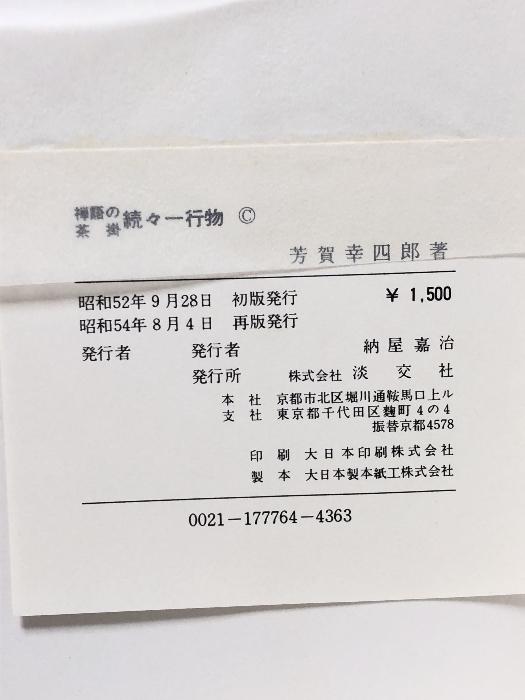 禅語の茶掛 続々一行物 ©
芳賀幸四郎著
昭和52年9月28日 初版発行 ¥1,500
昭和54年8月4日 再版発行
発行者 発行者 納屋嘉治
発行所 株式会社 淡交社
本社 京都市北区堀川通鞍馬口上ル
支社 東京都千代田区麹町4の4
振替京都4578
印刷 大日本印刷株式会社
製本 大日本製本紙工株式会社
0021-177764-4363